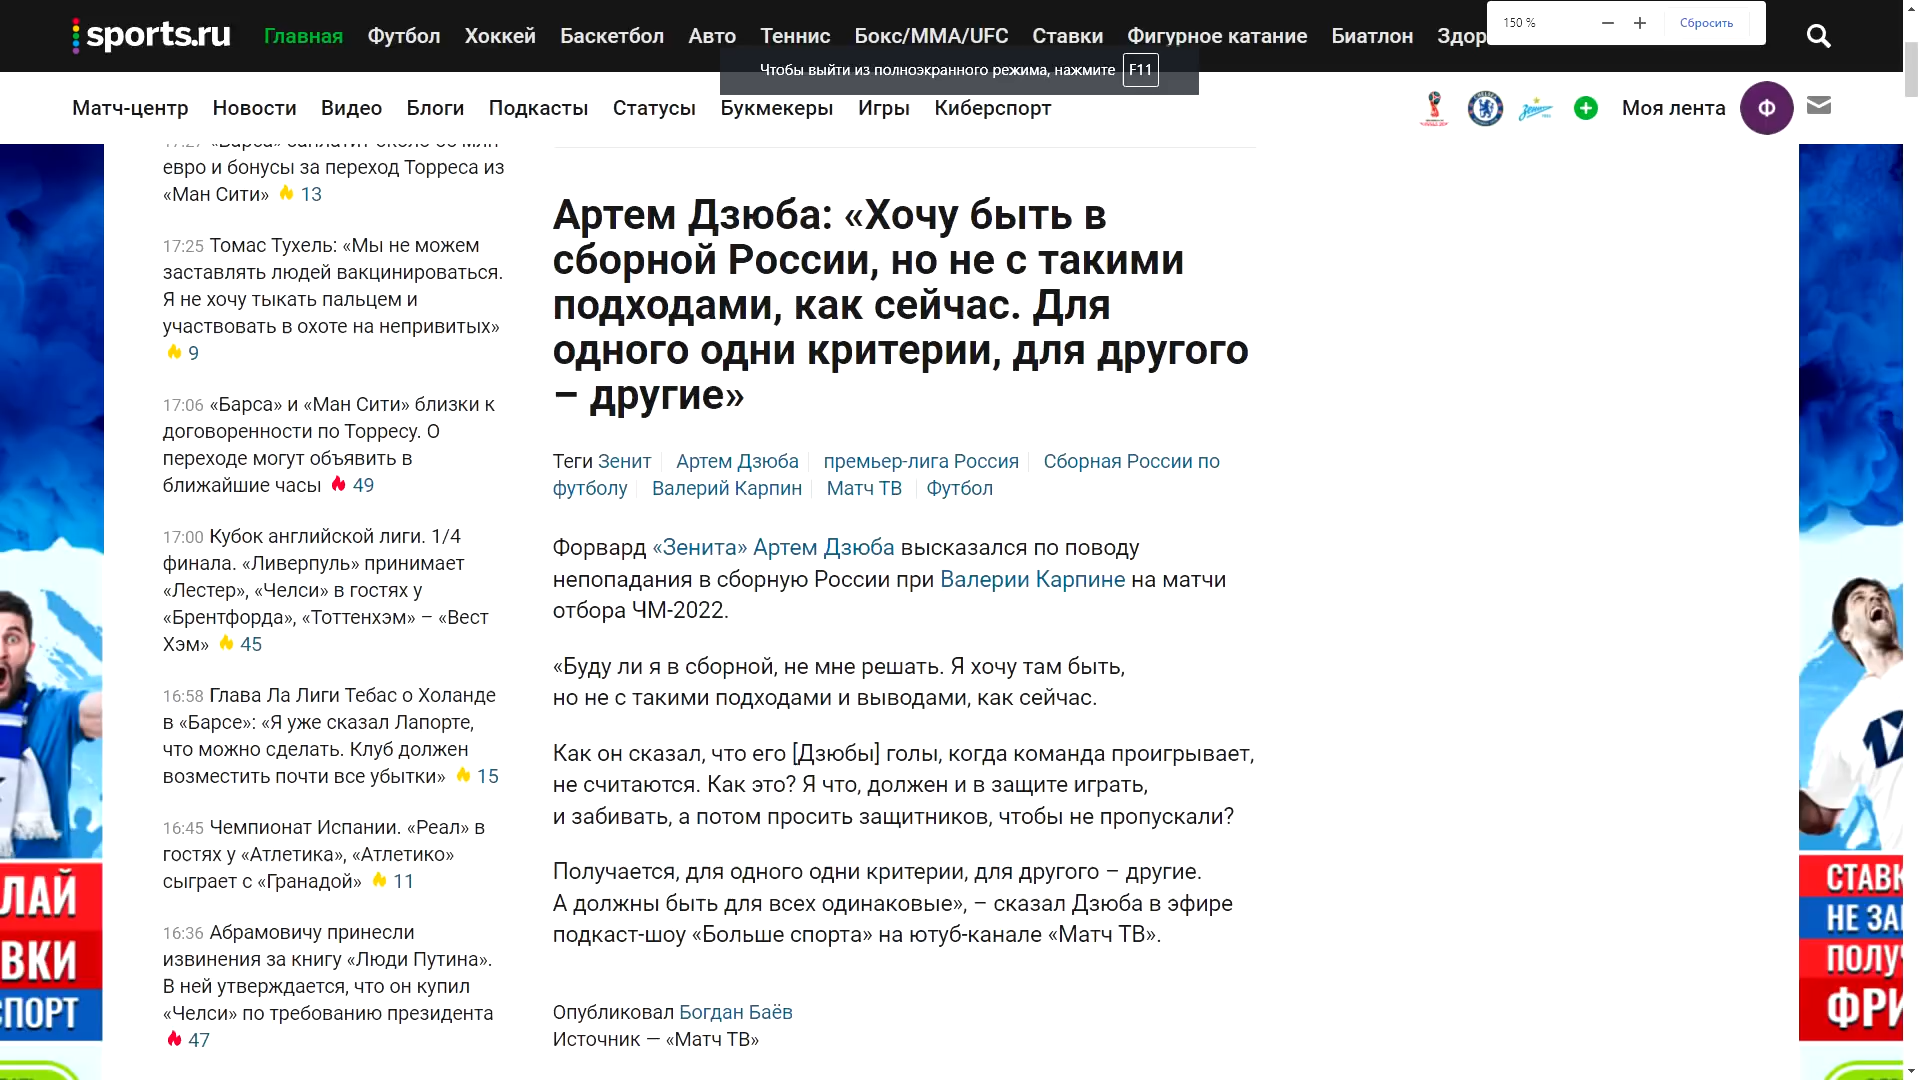 sports.ru Главная Футбол Хоккей Баскетбол Авто Теннис Бокс/MMA/UFC Ставки Фигурное катание Биатлон
150 % Сбросить
Чтобы выйти из полноэкранного режима, нажмите F11
Матч-центр Новости Видео Блоги Подкасты Статусы Букмекеры Игры Киберспорт Моя лента Ф
евро и бонусы за переход Торреса из
«Ман Сити» 13
17:25 Томас Тухель: «Мы не можем
заставлять людей вакцинироваться.
Я не хочу тыкать пальцем и
участвовать в охоте на непривитых»
9
17:06 «Барса» и «Ман Сити» близки к
договоренности по Торресу. О
переходе могут объявить в
ближайшие часы 49
17:00 Кубок английской лиги. 1/4
финала. «Ливерпуль» принимает
«Лестер», «Челси» в гостях у
«Брентфорда», «Тоттенхэм» – «Вест
Хэм» 45
16:58 Глава Ла Лиги Тебас о Холанде
в «Барсе»: «Я уже сказал Лапорте,
что можно сделать. Клуб должен
возместить почти все убытки» 15
16:45 Чемпионат Испании. «Реал» в
гостях у «Атлетика», «Атлетико»
сыграет с «Гранадой» 11
16:36 Абрамовичу принесли
извинения за книгу «Люди Путина».
В ней утверждается, что он купил
«Челси» по требованию президента
47
Артем Дзюба: «Хочу быть в
сборной России, но не с такими
подходами, как сейчас. Для
одного одни критерии, для другого
– другие»
Теги Зенит Артем Дзюба премьер-лига Россия Сборная России по
футболу Валерий Карпин Матч ТВ Футбол
Форвард «Зенита» Артем Дзюба высказался по поводу
непопадания в сборную России при Валерии Карпине на матчи
отбора ЧМ-2022.
«Буду ли я в сборной, не мне решать. Я хочу там быть,
но не с такими подходами и выводами, как сейчас.
Как он сказал, что его [Дзюбы] голы, когда команда проигрывает,
не считаются. Как это? Я что, должен и в защите играть,
и забивать, а потом просить защитников, чтобы не пропускали?
Получается, для одного одни критерии, для другого – другие.
А должны быть для всех одинаковые», – сказал Дзюба в эфире
подкаст-шоу «Больше спорта» на ютуб-канале «Матч ТВ».
Опубликовал Богдан Баёв
Источник — «Матч ТВ»